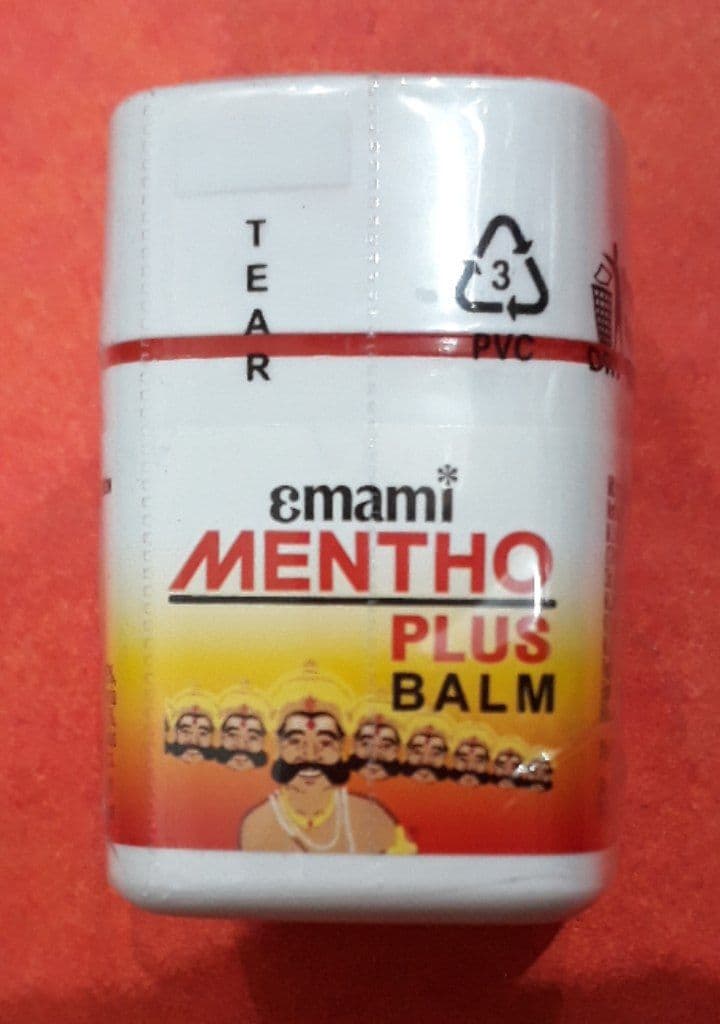 TEAR
3
PVC
emami*
MENTHO
PLUS
BALM